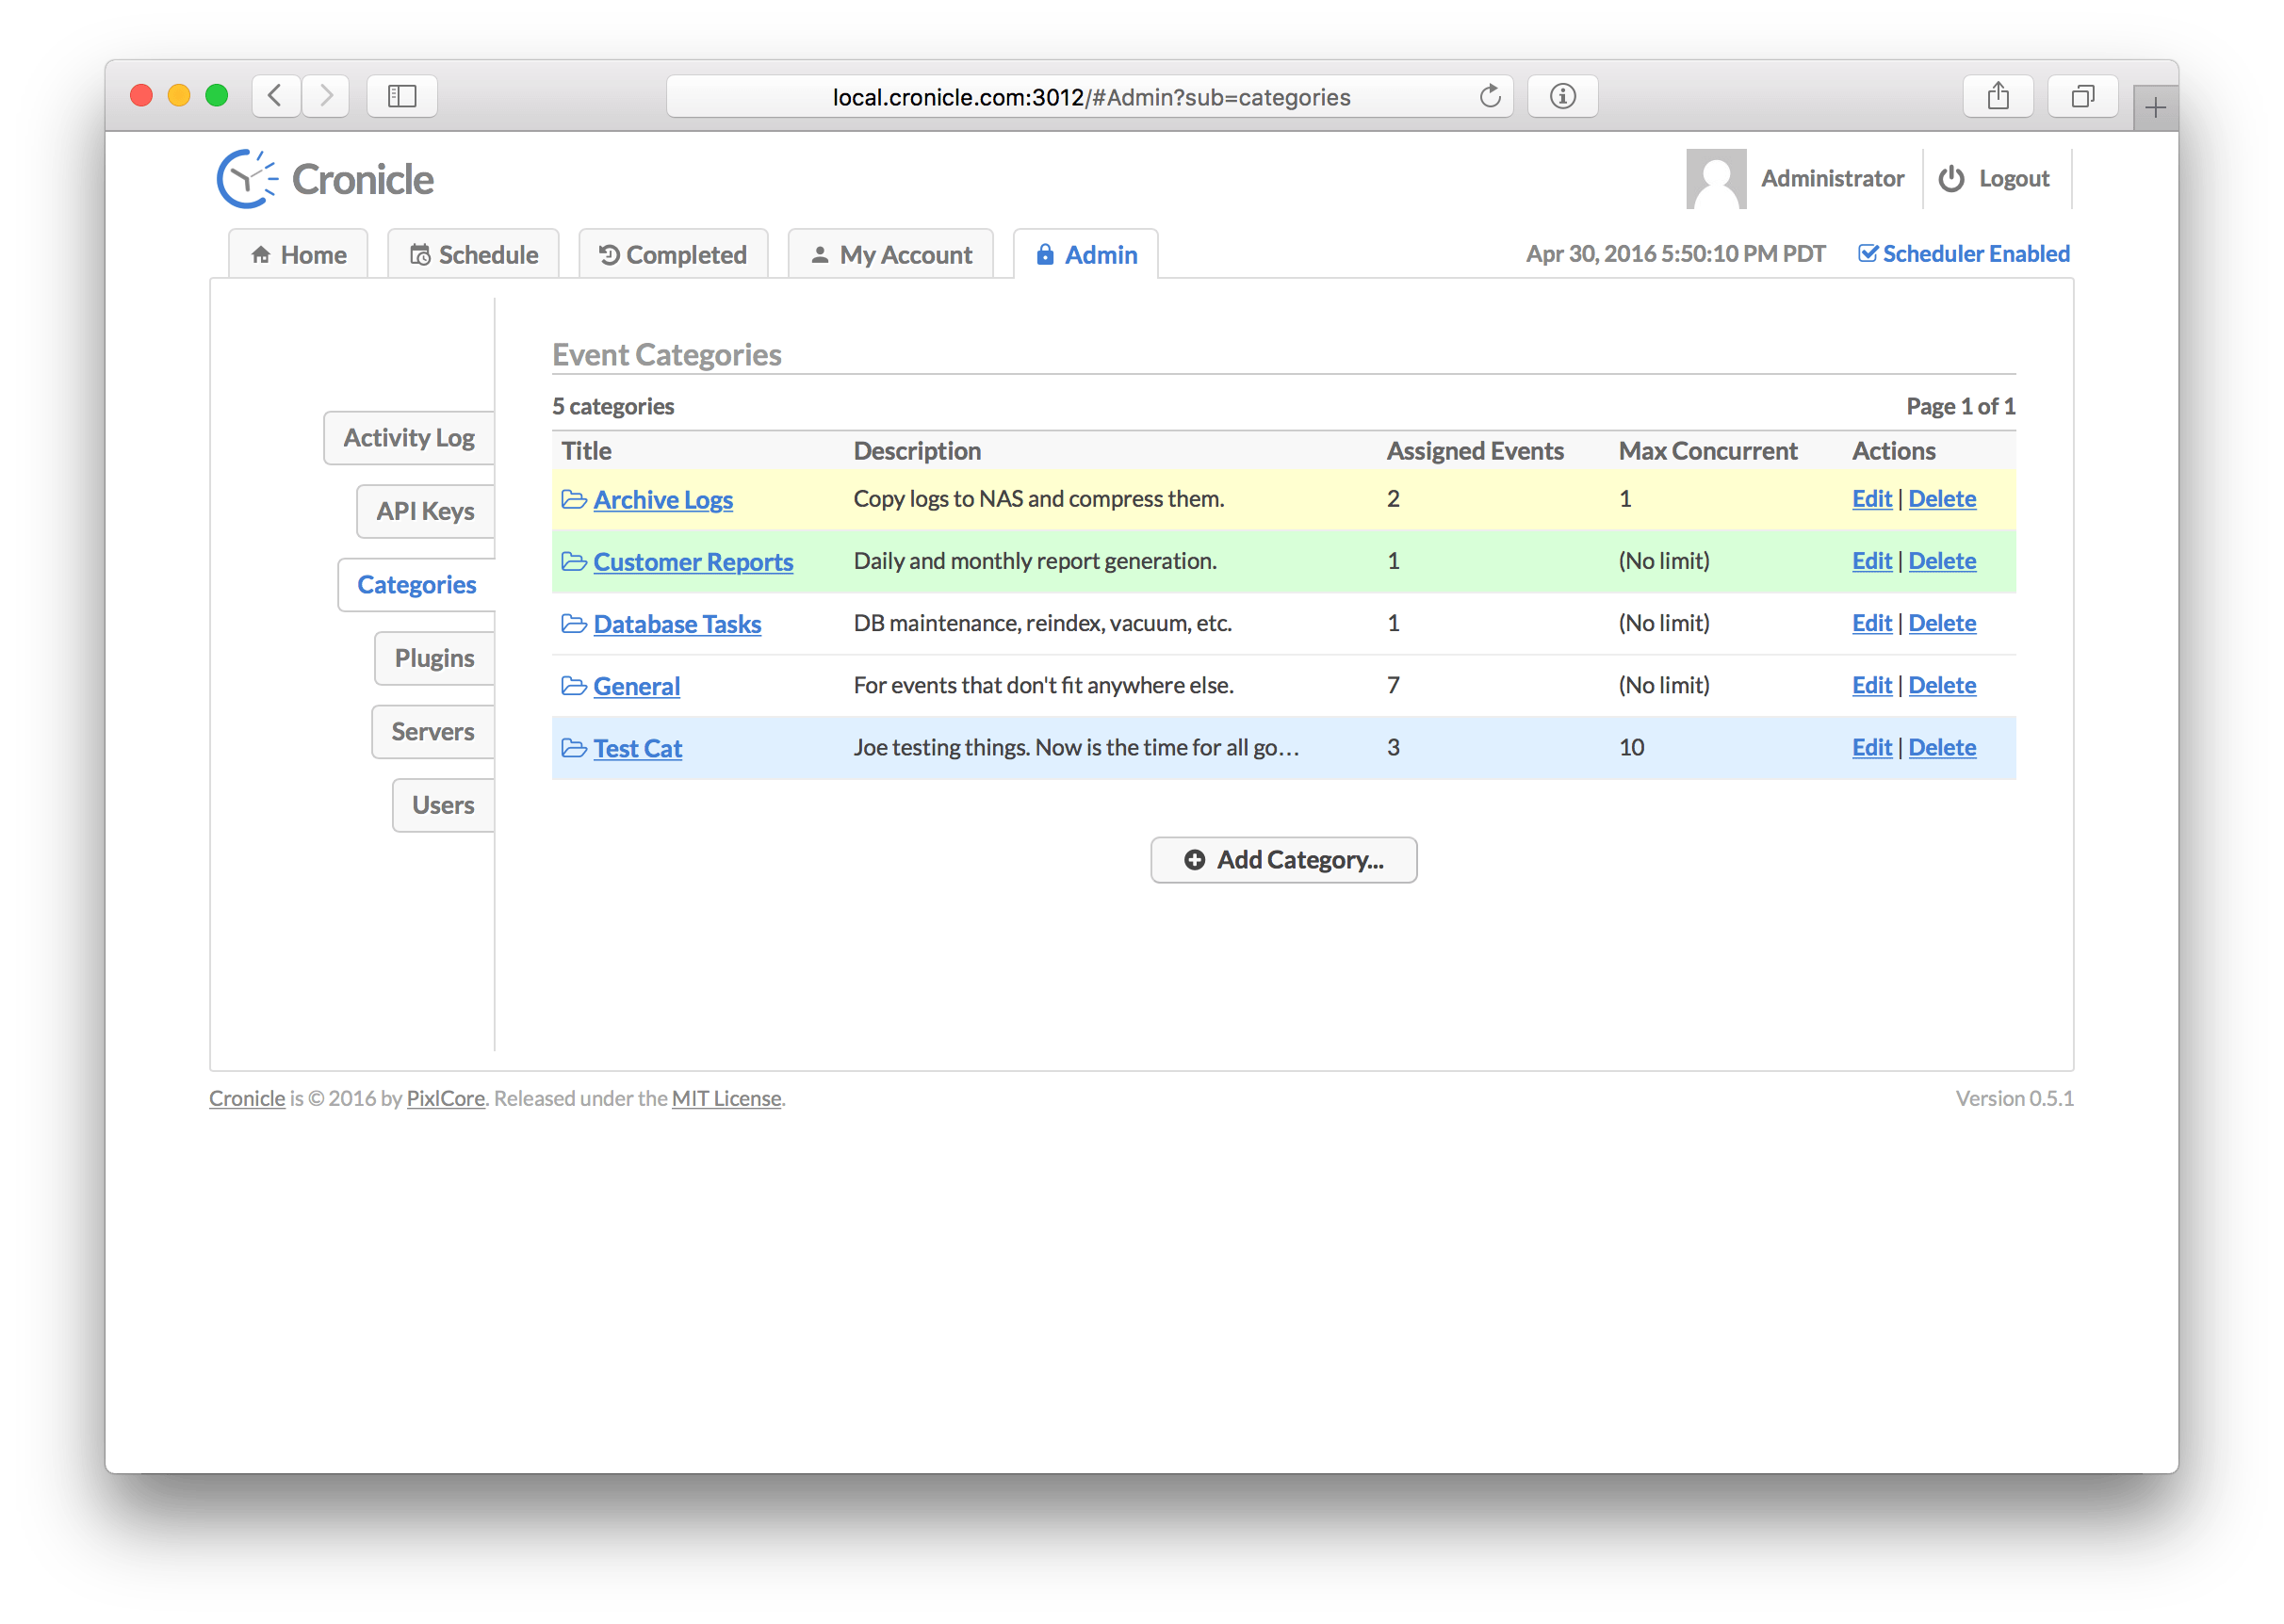 local.cronicle.com:3012/#Admin?sub=categories
Cronicle
Administrator
Logout
Home
Schedule
Completed
My Account
Admin
Apr 30, 2016 5:50:10 PM PDT
Scheduler Enabled
Activity Log
API Keys
Categories
Plugins
Servers
Users
Event Categories
5 categories
Page 1 of 1
Title Description Assigned Events Max Concurrent Actions
Archive Logs Copy logs to NAS and compress them. 2 1 Edit | Delete
Customer Reports Daily and monthly report generation. 1 (No limit) Edit | Delete
Database Tasks DB maintenance, reindex, vacuum, etc. 1 (No limit) Edit | Delete
General For events that don't fit anywhere else. 7 (No limit) Edit | Delete
Test Cat Joe testing things. Now is the time for all go… 3 10 Edit | Delete
Add Category...
Cronicle is © 2016 by PixlCore. Released under the MIT License.
Version 0.5.1